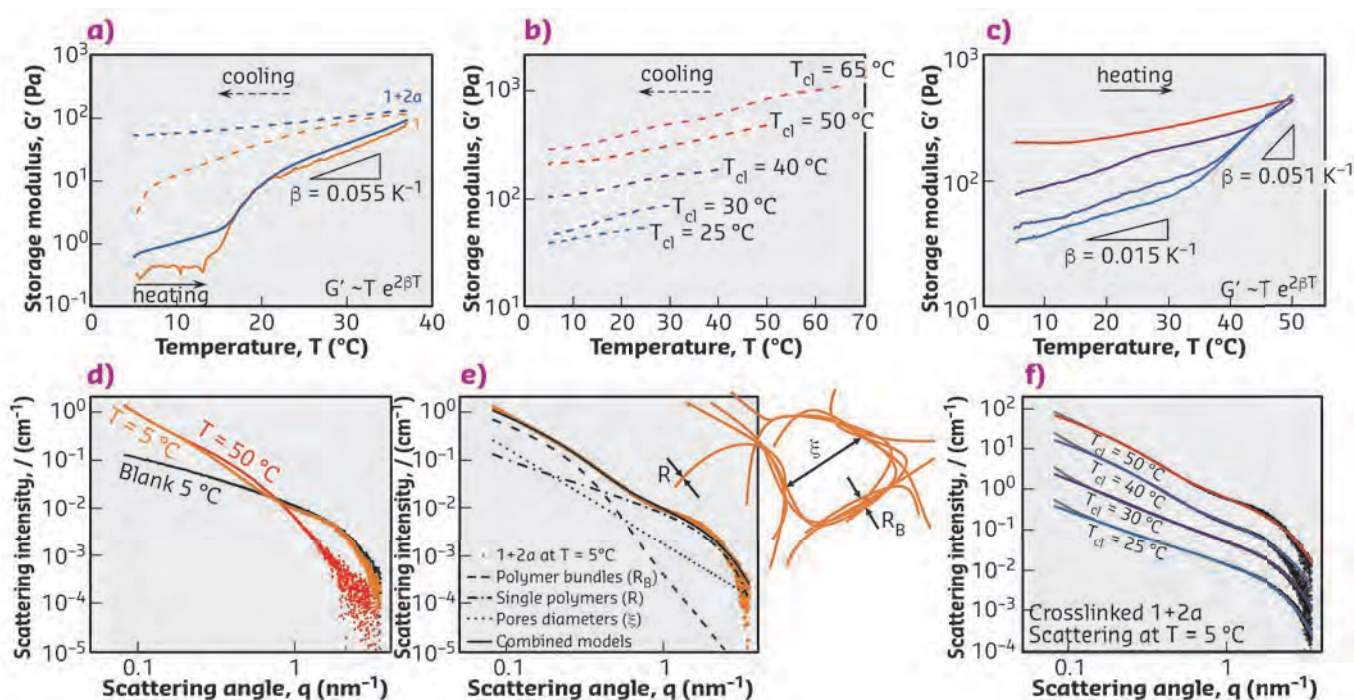 a)
10³
10²
10¹
10⁰
10⁻¹
Storage modulus, G′ (Pa)
cooling
1+2a
1
β = 0.055 K⁻¹
heating
G′ ~T e^2βT
0 10 20 30 40
Temperature, T (°C)
b)
10³
10²
10¹
Storage modulus, G′ (Pa)
cooling
T_cl = 65 °C
T_cl = 50 °C
T_cl = 40 °C
T_cl = 30 °C
T_cl = 25 °C
0 10 20 30 40 50 60 70
Temperature, T (°C)
c)
10³
10²
10¹
Storage modulus, G′ (Pa)
heating
β = 0.051 K⁻¹
β = 0.015 K⁻¹
G′ ~T e^2βT
0 10 20 30 40 50
Temperature, T (°C)
d)
10⁰
10⁻¹
10⁻²
10⁻³
10⁻⁴
10⁻⁵
Scattering intensity, / (cm⁻¹)
T = 5 °C
T = 50 °C
Blank 5 °C
0.1 1
Scattering angle, q (nm⁻¹)
e)
10⁰
10⁻¹
10⁻²
10⁻³
10⁻⁴
10⁻⁵
Scattering intensity, / (cm⁻¹)
R
ξ
R_B
1+2a at T = 5°C
Polymer bundles (R_B)
Single polymers (R)
Pores diameters (ξ)
Combined models
0.1 1
Scattering angle, q (nm⁻¹)
f)
10²
10¹
10⁰
10⁻¹
10⁻²
10⁻³
10⁻⁴
Scattering intensity, / (cm⁻¹)
T_cl = 50 °C
T_cl = 40 °C
T_cl = 30 °C
T_cl = 25 °C
Crosslinked 1+2a
Scattering at T = 5 °C
0.1 1
Scattering angle, q (nm⁻¹)